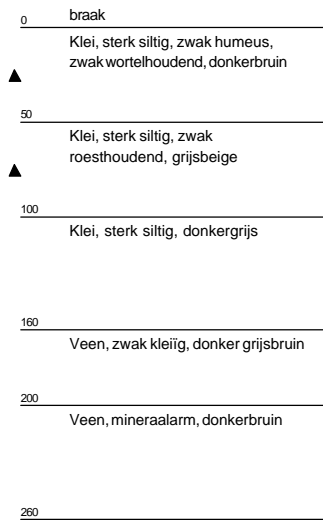 braak
0
Klei, sterk siltig, zwak humeus,
zwak wortelhoudend, donkerbruin
50
Klei, sterk siltig, zwak
roesthoudend, grijsbeige
100
Klei, sterk siltig, donkergrijs
160
Veen, zwak kleiïg, donker grijsbruin
200
Veen, mineraalarm, donkerbruin
260